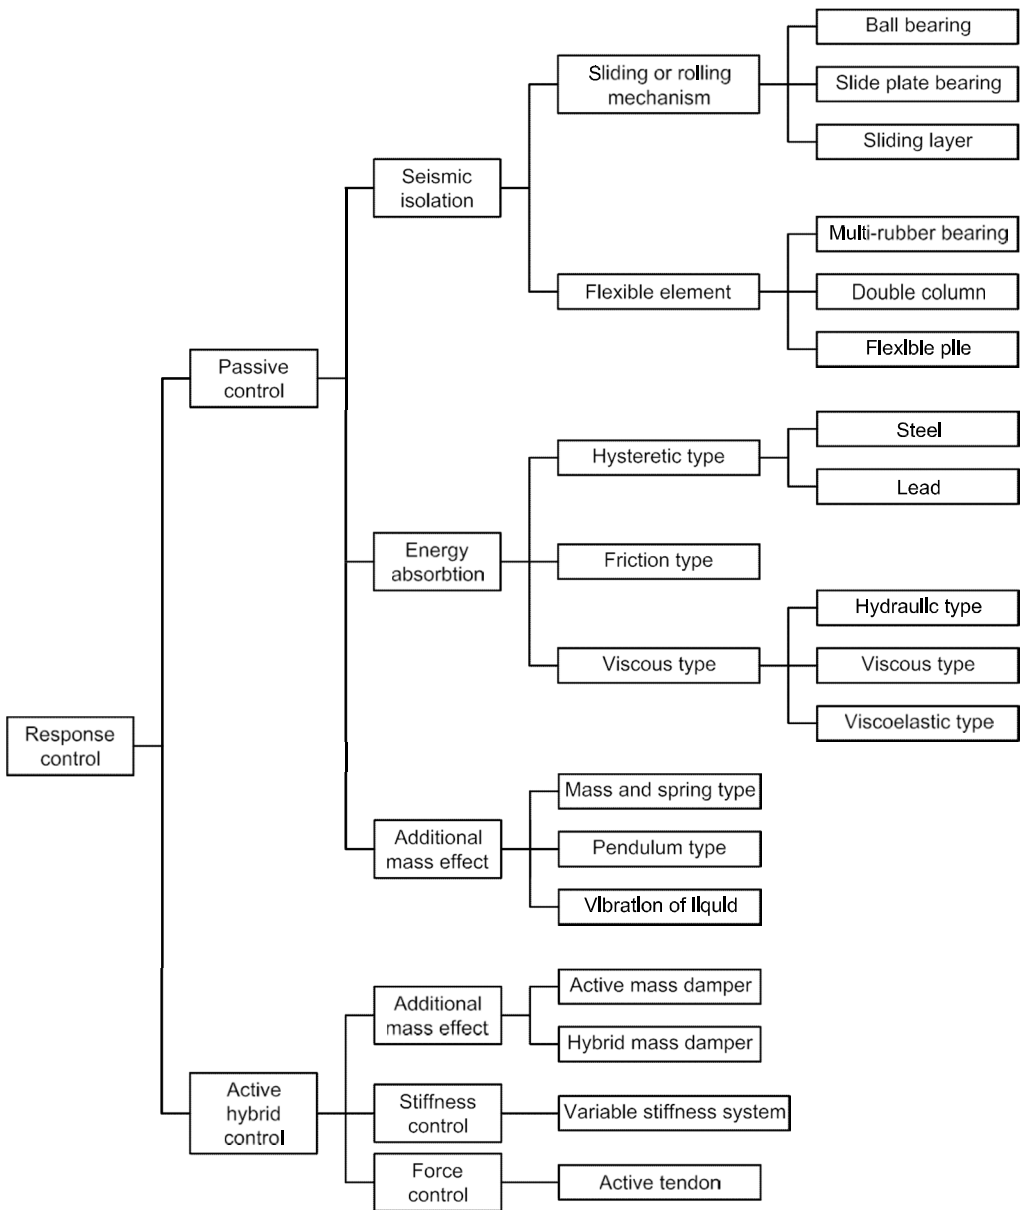 Ball bearing
Sliding or rolling
mechanism
Slide plate bearing
Sliding layer
Seismic
isolation
Multi-rubber bearing
Flexible element
Double column
Flexible pile
Passive
control
Steel
Hysteretic type
Lead
Energy
absorbtion
Friction type
Hydraulic type
Viscous type
Viscous type
Viscoelastic type
Response
control
Mass and spring type
Additional
mass effect
Pendulum type
Vibration of liquid
Additional
mass effect
Active mass damper
Hybrid mass damper
Active
hybrid
control
Stiffness
control
Variable stiffness system
Force
control
Active tendon